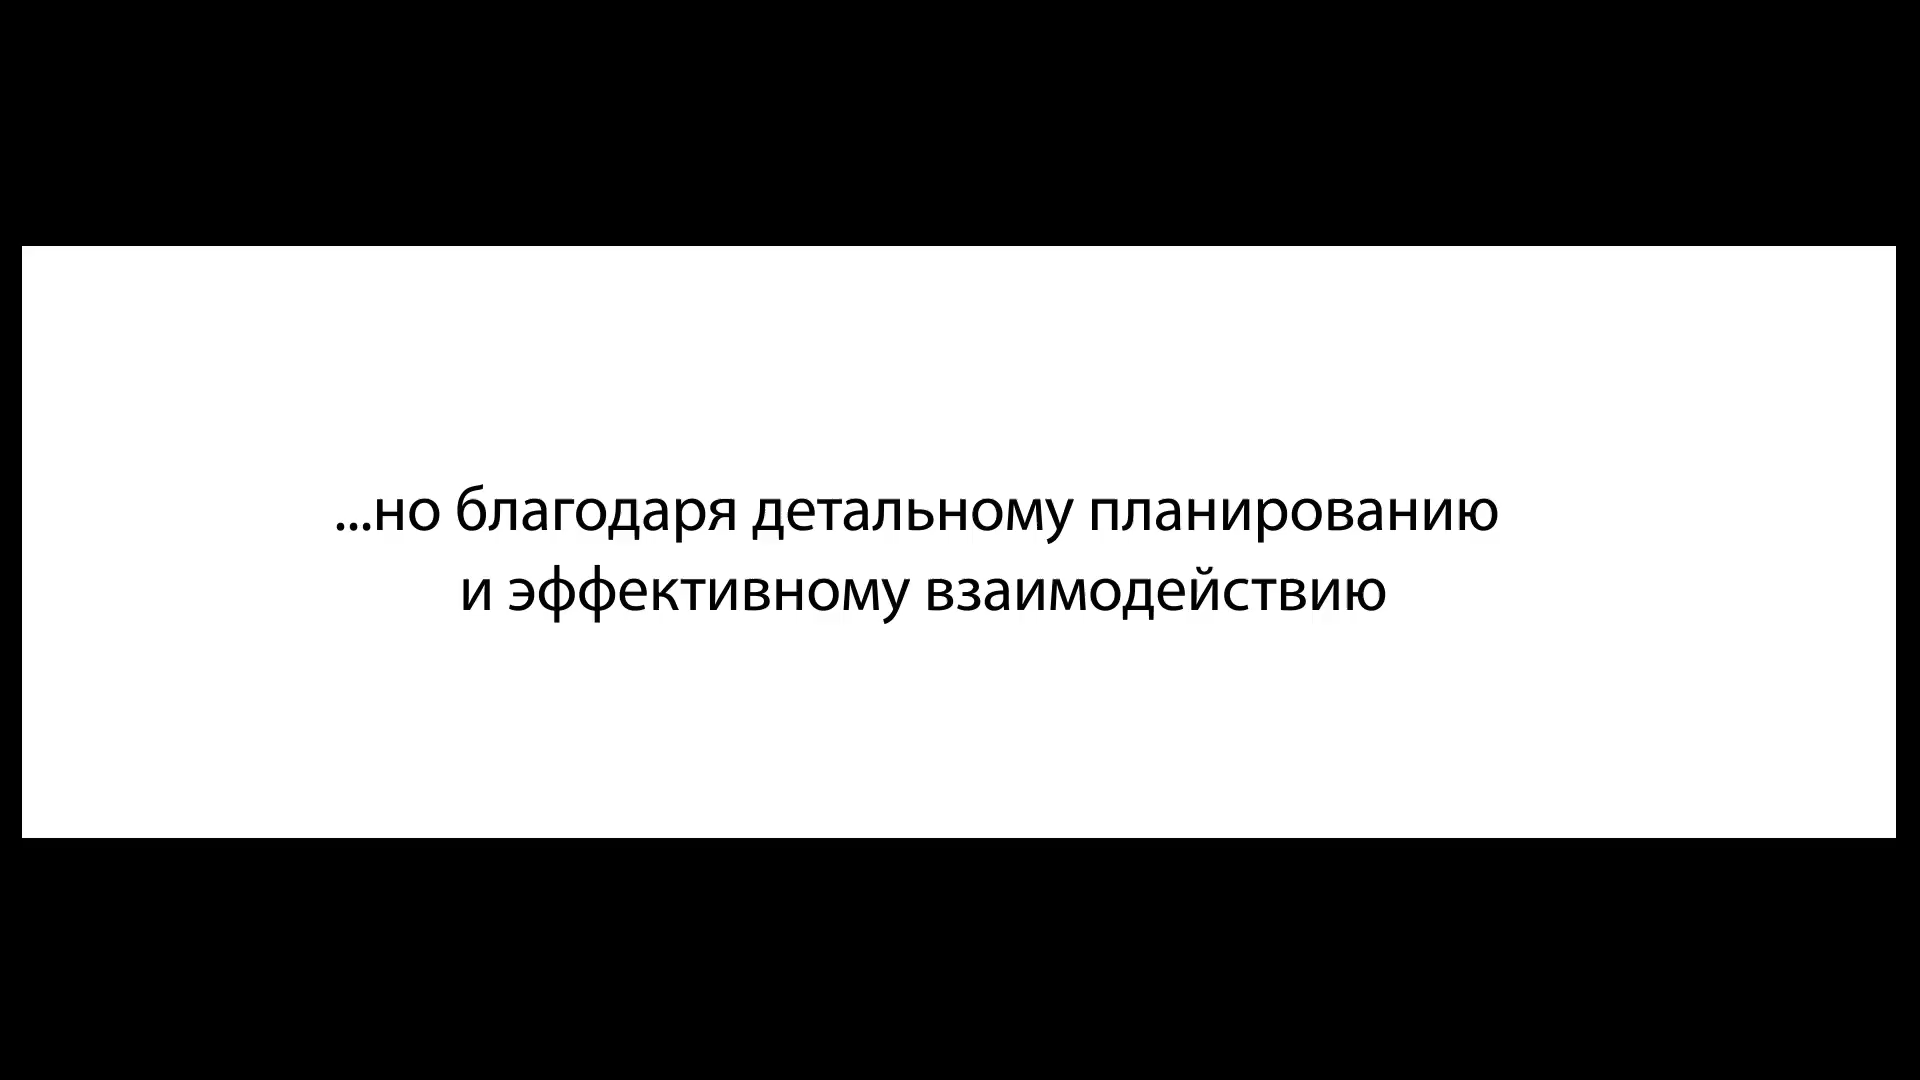 ...но благодаря детальному планированию
и эффективному взаимодействию